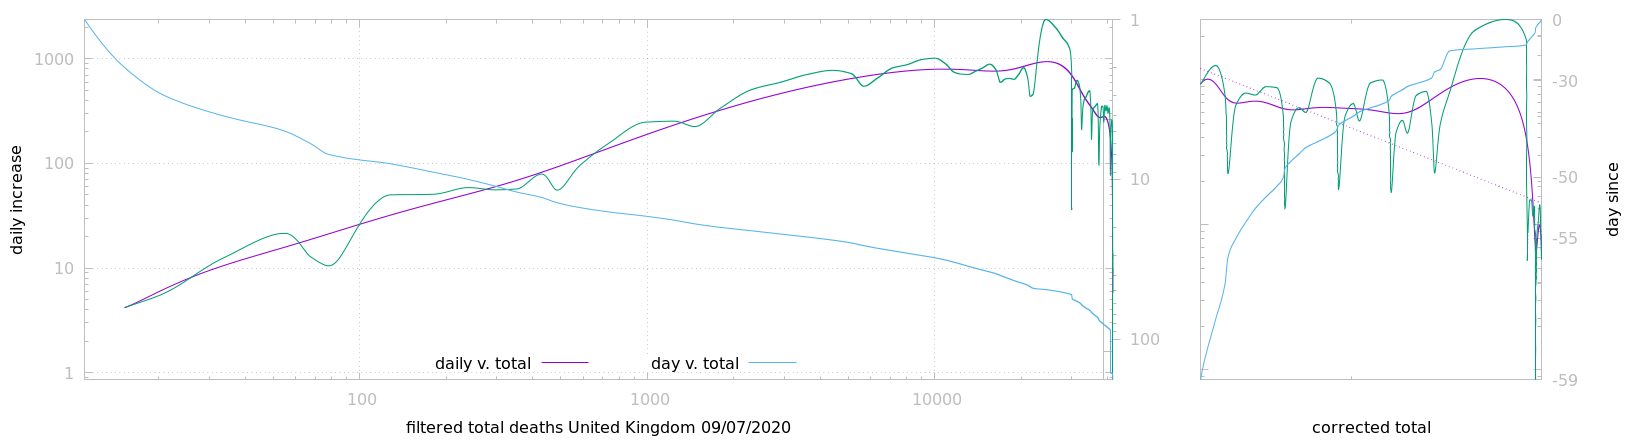 daily increase
1000
100
10
1
daily v. total
day v. total
100
1000
10000
filtered total deaths United Kingdom 09/07/2020
1
10
100
0
-30
-50
-55
-59
day since
corrected total